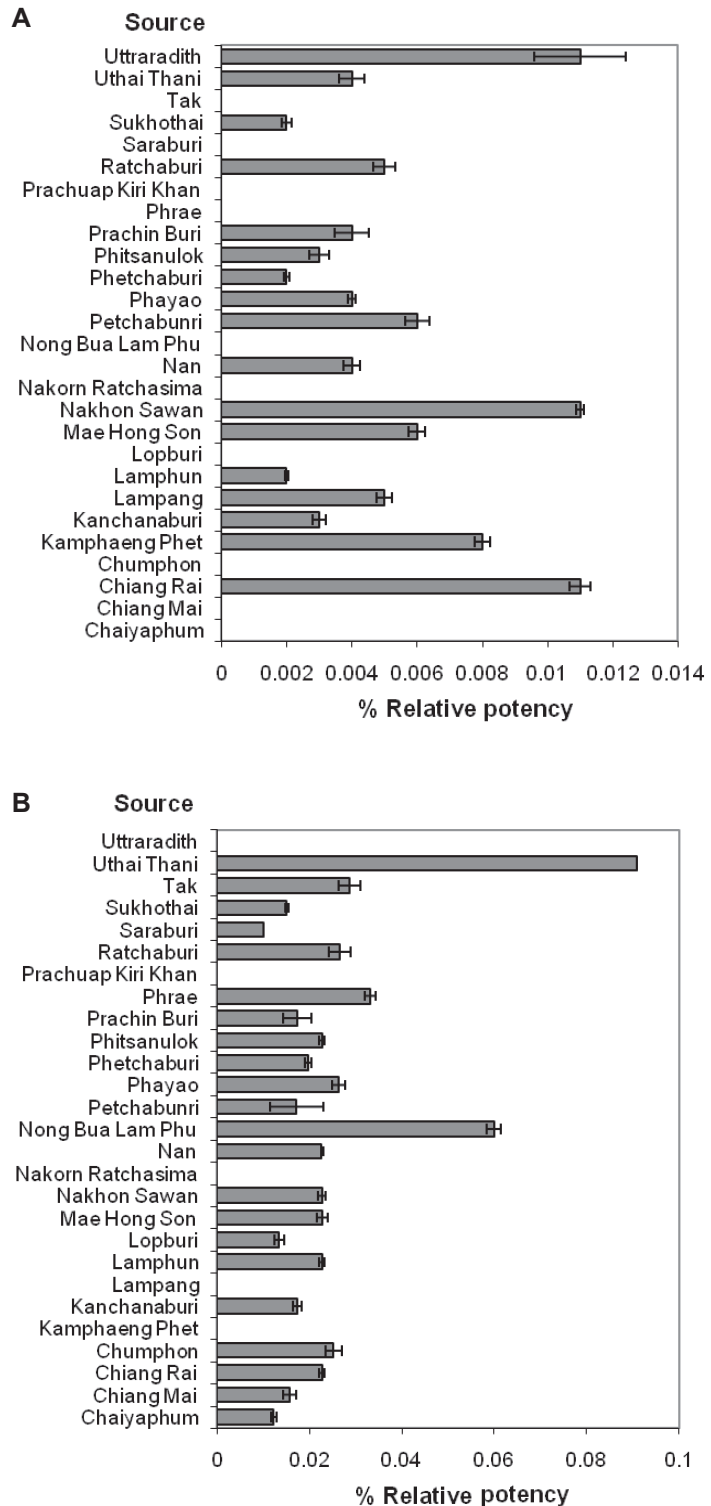 A
Source
Uttraradith
Uthai Thani
Tak
Sukhothai
Saraburi
Ratchaburi
Prachuap Kiri Khan
Phrae
Prachin Buri
Phitsanulok
Phetchaburi
Phayao
Petchabunri
Nong Bua Lam Phu
Nan
Nakorn Ratchasima
Nakhon Sawan
Mae Hong Son
Lopburi
Lamphun
Lampang
Kanchanaburi
Kamphaeng Phet
Chumphon
Chiang Rai
Chiang Mai
Chaiyaphum
0 0.002 0.004 0.006 0.008 0.01 0.012 0.014
% Relative potency
B
Source
Uttraradith
Uthai Thani
Tak
Sukhothai
Saraburi
Ratchaburi
Prachuap Kiri Khan
Phrae
Prachin Buri
Phitsanulok
Phetchaburi
Phayao
Petchabunri
Nong Bua Lam Phu
Nan
Nakorn Ratchasima
Nakhon Sawan
Mae Hong Son
Lopburi
Lamphun
Lampang
Kanchanaburi
Kamphaeng Phet
Chumphon
Chiang Rai
Chiang Mai
Chaiyaphum
0 0.02 0.04 0.06 0.08 0.1
% Relative potency